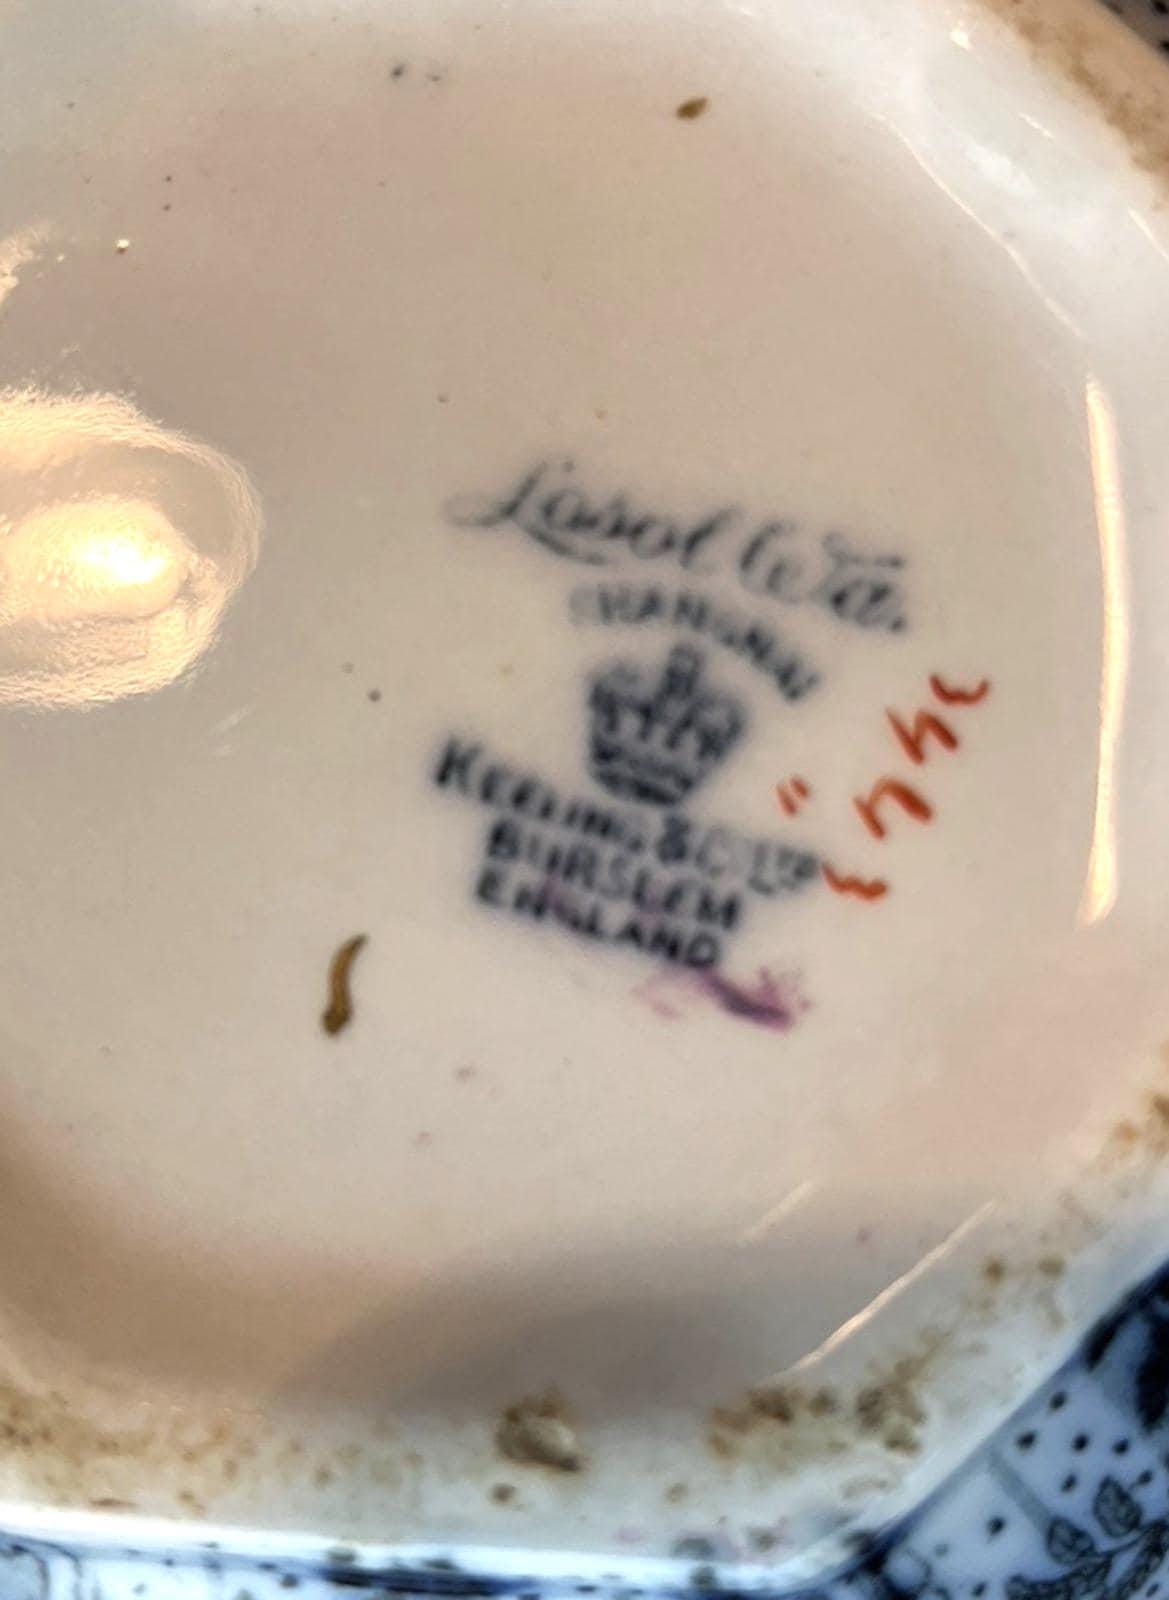 Losol Ware
SHANGHAI
KEELING & CO LTD
BURSLEM
ENGLAND